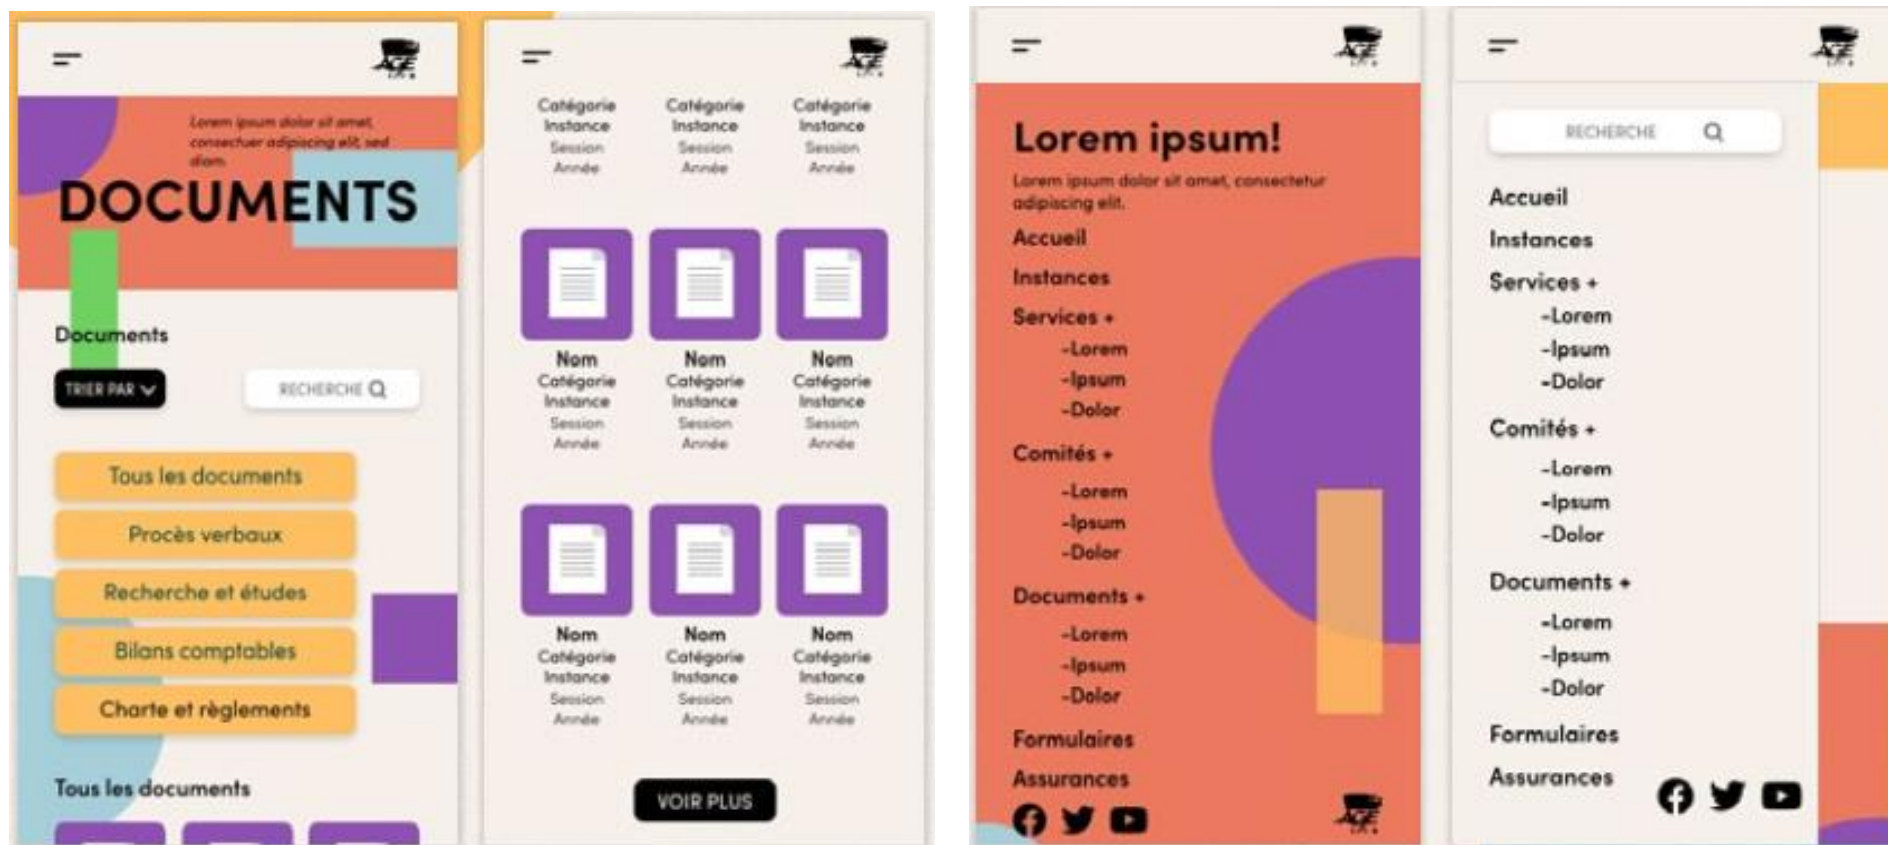 AGE
Lorem ipsum dolor sit amet,
consectuer adipiscing elit, sed
diam.
DOCUMENTS
Documents
TRIER PAR
RECHERCHE
Tous les documents
Procès verbaux
Recherche et études
Bilans comptables
Charte et règlements
Tous les documents
AGE
Catégorie Catégorie Catégorie
Instance Instance Instance
Session Session Session
Année Année Année
Nom Nom Nom
Catégorie Catégorie Catégorie
Instance Instance Instance
Session Session Session
Année Année Année
Nom Nom Nom
Catégorie Catégorie Catégorie
Instance Instance Instance
Session Session Session
Année Année Année
VOIR PLUS
AGE
Lorem ipsum!
Lorem ipsum dolor sit amet, consectetur
adipiscing elit.
Accueil
Instances
Services +
-Lorem
-Ipsum
-Dolor
Comités +
-Lorem
-Ipsum
-Dolor
Documents +
-Lorem
-Ipsum
-Dolor
Formulaires
Assurances
AGE
AGE
RECHERCHE
Accueil
Instances
Services +
-Lorem
-Ipsum
-Dolor
Comités +
-Lorem
-Ipsum
-Dolor
Documents +
-Lorem
-Ipsum
-Dolor
Formulaires
Assurances